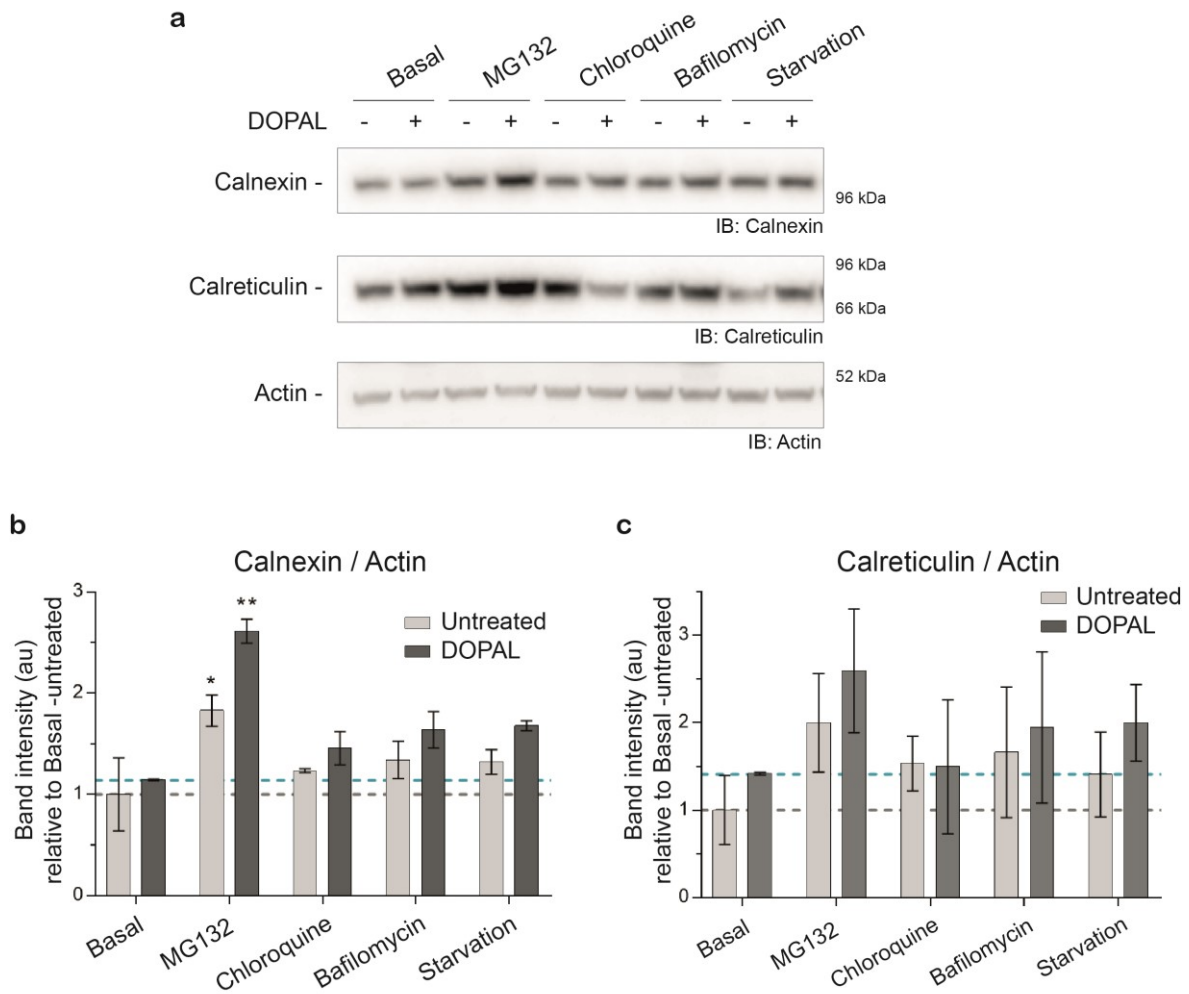 a
Basal MG132 Chloroquine Bafilomycin Starvation
DOPAL - + - + - + - + - +
Calnexin -
96 kDa
IB: Calnexin
96 kDa
Calreticulin -
66 kDa
IB: Calreticulin
52 kDa
Actin -
IB: Actin
b
Calnexin / Actin
Band intensity (au)
relative to Basal -untreated
3
2
1
0
* **
Untreated
DOPAL
Basal MG132 Chloroquine Bafilomycin Starvation
c
Calreticulin / Actin
Band intensity (au)
relative to Basal -untreated
3
2
1
0
Untreated
DOPAL
Basal MG132 Chloroquine Bafilomycin Starvation